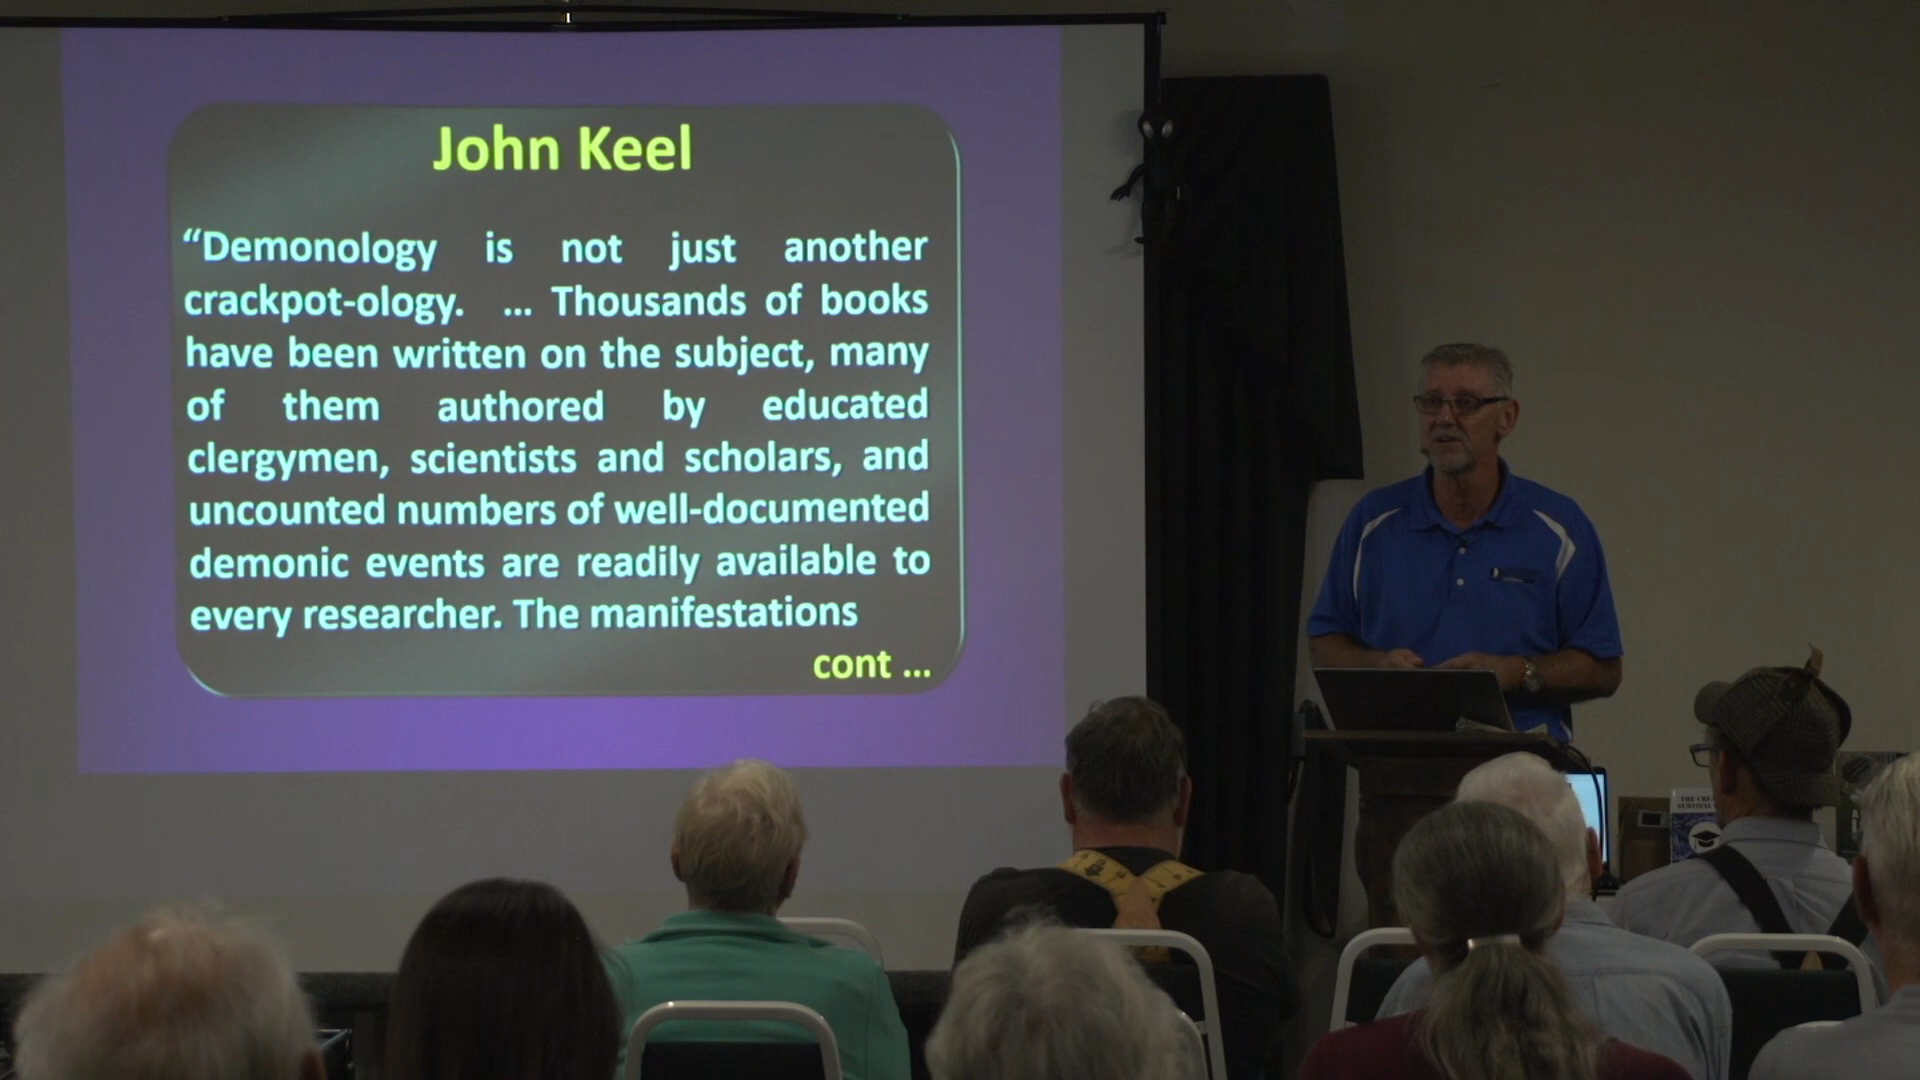 John Keel
“Demonology is not just another
crackpot-ology. ... Thousands of books
have been written on the subject, many
of them authored by educated
clergymen, scientists and scholars, and
uncounted numbers of well-documented
demonic events are readily available to
every researcher. The manifestations
cont ...